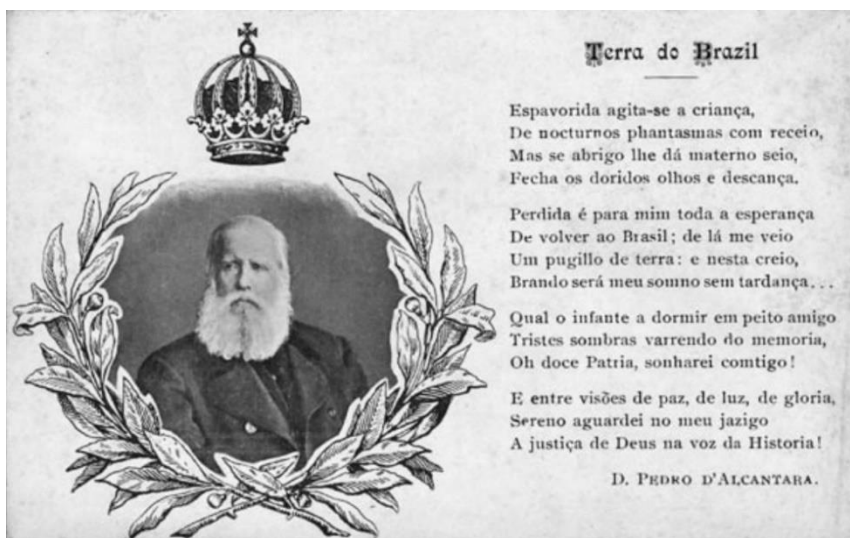 Terra do Brazil
Espavorida agita-se a criança,
De nocturnos phantasmas com receio,
Mas se abrigo lhe dá materno seio,
Fecha os doridos olhos e descança.
Perdida é para mim toda a esperança
De volver ao Brasil; de lá me veio
Um pugillo de terra: e nesta creio,
Brando será meu somno sem tardança...
Qual o infante a dormir em peito amigo
Tristes sombras varrendo do memoria,
Oh doce Patria, sonharei comtigo!
E entre visões de paz, de luz, de gloria,
Sereno aguardei no meu jazigo
A justiça de Deus na voz da Historia!
D. PEDRO D'ALCANTARA.